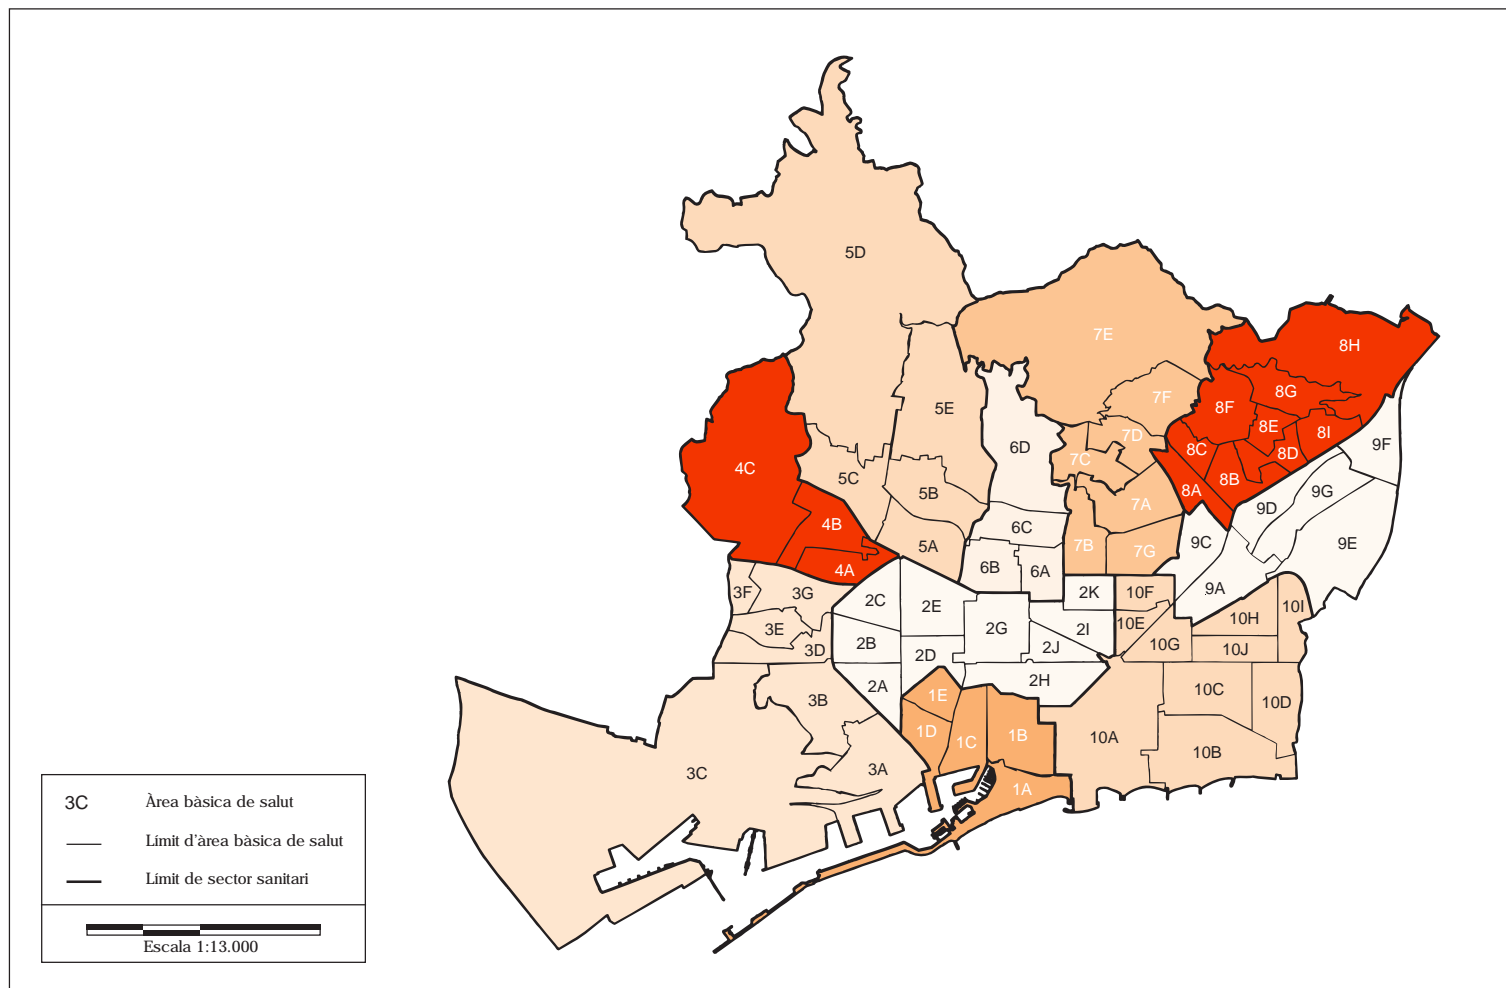 5D
7E
8H
7F
8G
8F
5E
8E
8I
7D
6D
8C
9F
8D
7C
4C
5C
8B
8A
5B
9G
7A
9D
4B
6C
9C
9E
5A
7B
7G
4A
6B
6A
3F
3G
2C
2E
2K
10F
9A
10I
3E
2G
2I
10E
10H
2B
2J
10G
10J
3D
2D
2A
2H
10C
1E
3B
10D
1D
1C
1B
10A
10B
3C
3A
1A
3C Àrea bàsica de salut
Límit d'àrea bàsica de salut
Límit de sector sanitari
Escala 1:13.000